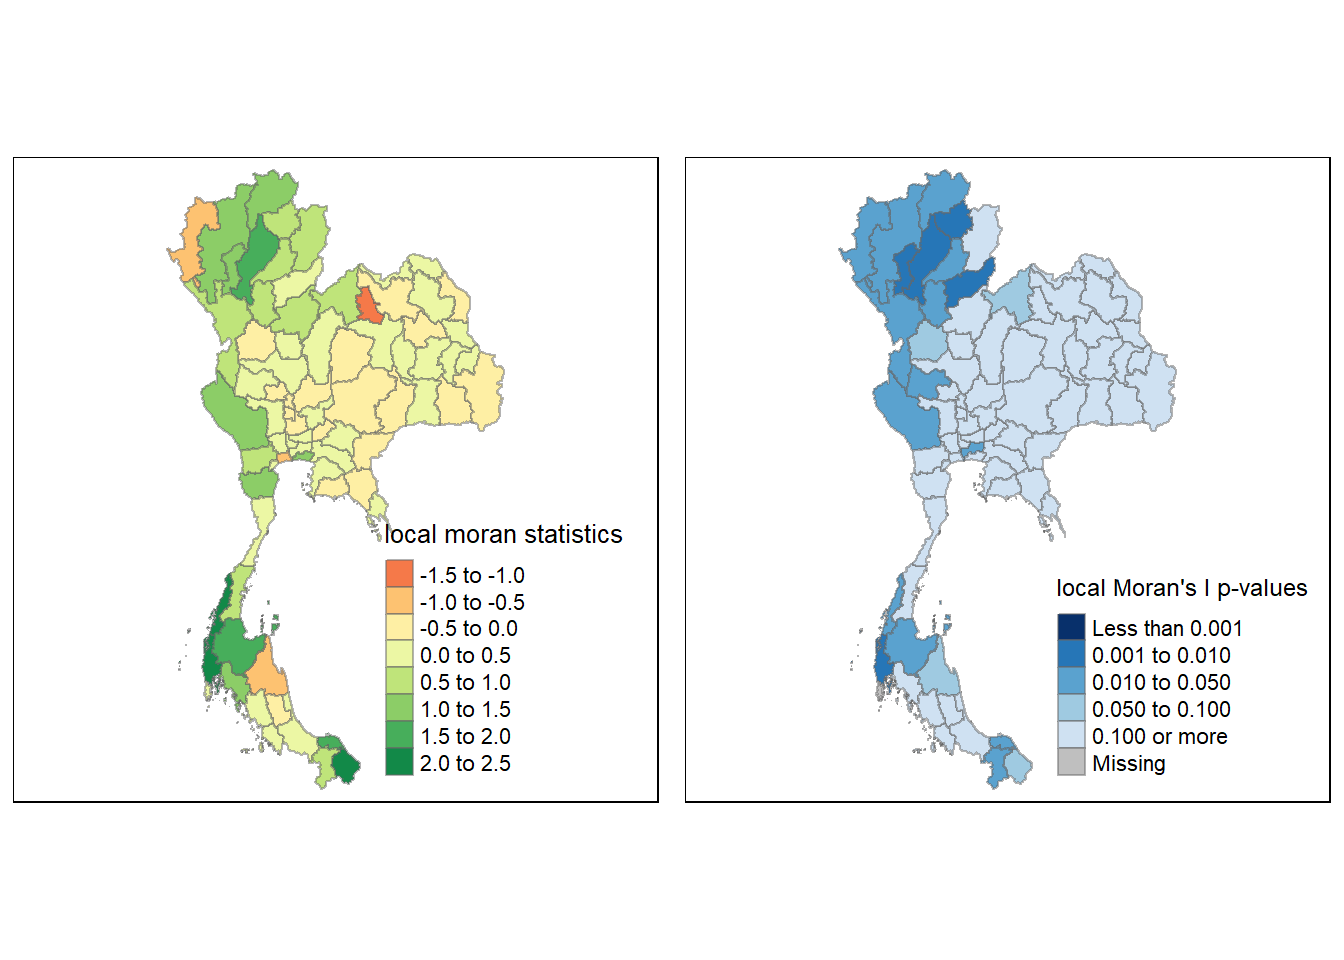 local moran statistics
-1.5 to -1.0
-1.0 to -0.5
-0.5 to 0.0
0.0 to 0.5
0.5 to 1.0
1.0 to 1.5
1.5 to 2.0
2.0 to 2.5
local Moran's I p-values
Less than 0.001
0.001 to 0.010
0.010 to 0.050
0.050 to 0.100
0.100 or more
Missing